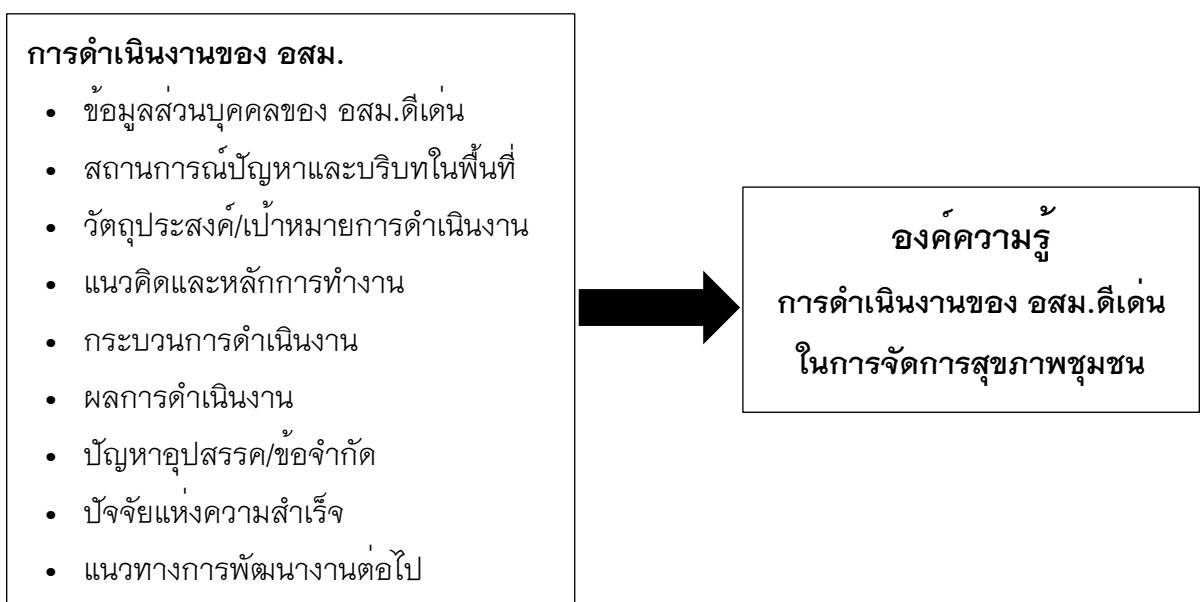 การดำเนินงานของ อสม.
• ข้อมูลส่วนบุคคลของ อสม.ดีเด่น
• สถานการณ์ปัญหาและบริบทในพื้นที่
• วัตถุประสงค์/เป้าหมายการดำเนินงาน
• แนวคิดและหลักการทำงาน
• กระบวนการดำเนินงาน
• ผลการดำเนินงาน
• ปัญหาอุปสรรค/ข้อจำกัด
• ปัจจัยแห่งความสำเร็จ
• แนวทางการพัฒนางานต่อไป
องค์ความรู้
การดำเนินงานของ อสม.ดีเด่น
ในการจัดการสุขภาพชุมชน